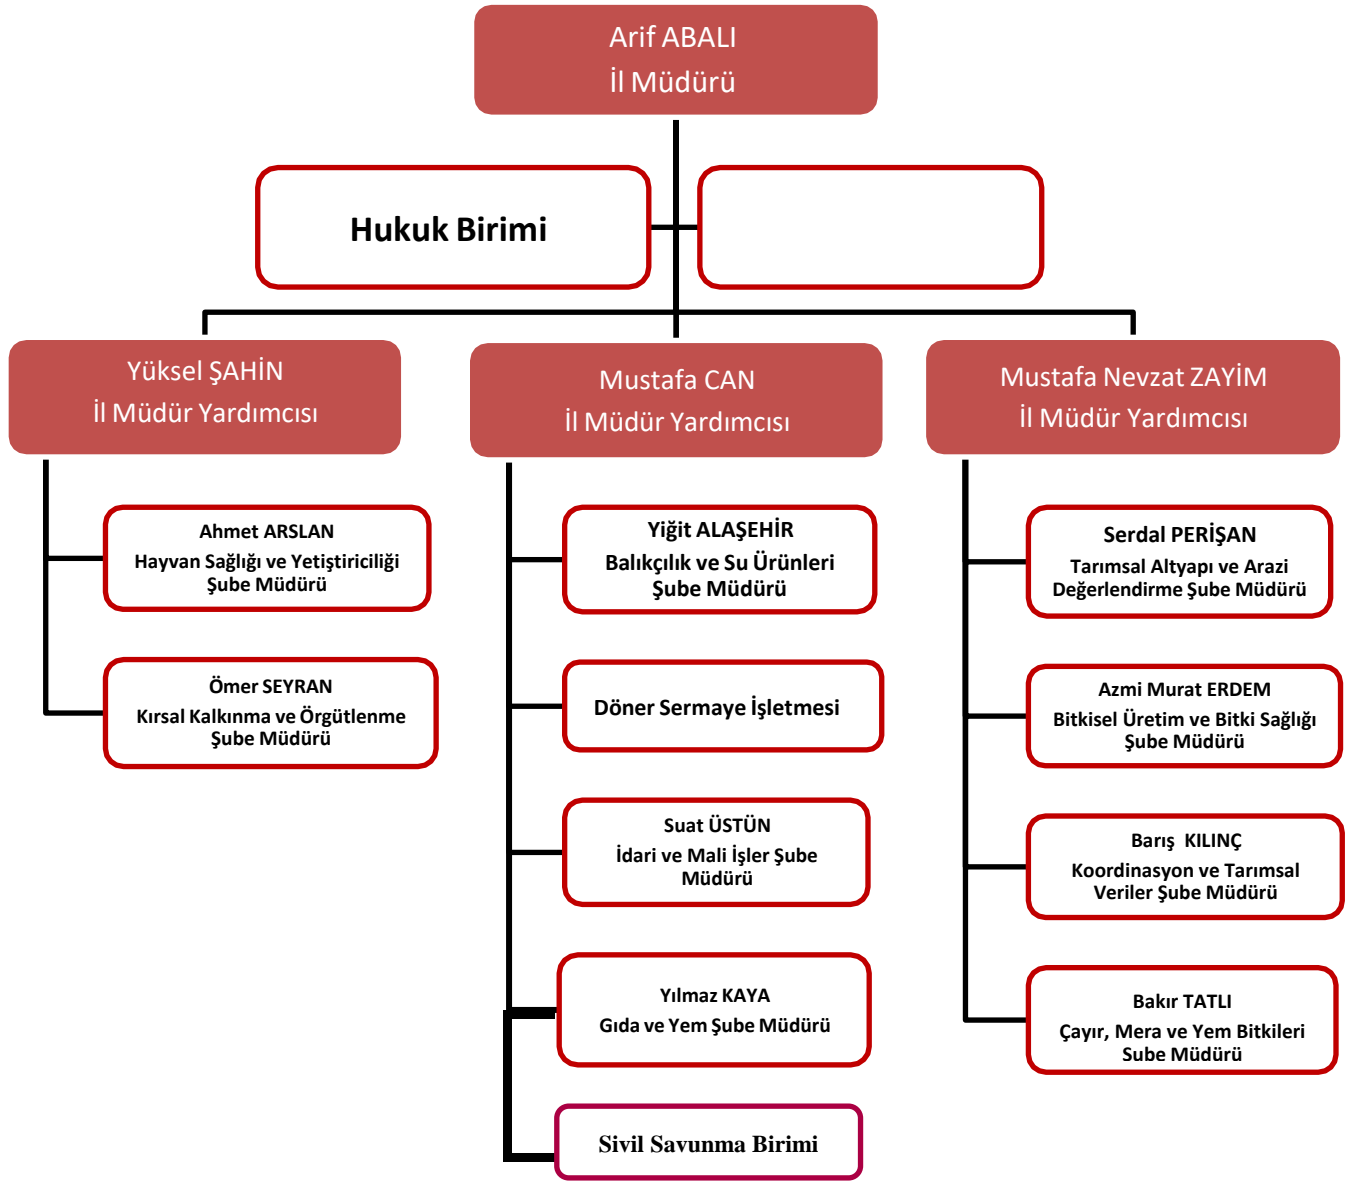 Arif ABALI
İl Müdürü
Hukuk Birimi
Yüksel ŞAHİN
İl Müdür Yardımcısı
Ahmet ARSLAN
Hayvan Sağlığı ve Yetiştiriciliği
Şube Müdürü
Ömer SEYRAN
Kırsal Kalkınma ve Örgütlenme
Şube Müdürü
Mustafa CAN
İl Müdür Yardımcısı
Yiğit ALAŞEHİR
Balıkçılık ve Su Ürünleri
Şube Müdürü
Döner Sermaye İşletmesi
Suat ÜSTÜN
İdari ve Mali İşler Şube
Müdürü
Yılmaz KAYA
Gıda ve Yem Şube Müdürü
Sivil Savunma Birimi
Mustafa Nevzat ZAYİM
İl Müdür Yardımcısı
Serdal PERİŞAN
Tarımsal Altyapı ve Arazi
Değerlendirme Şube Müdürü
Azmi Murat ERDEM
Bitkisel Üretim ve Bitki Sağlığı
Şube Müdürü
Barış KILINÇ
Koordinasyon ve Tarımsal
Veriler Şube Müdürü
Bakır TATLI
Çayır, Mera ve Yem Bitkileri
Sube Müdürü